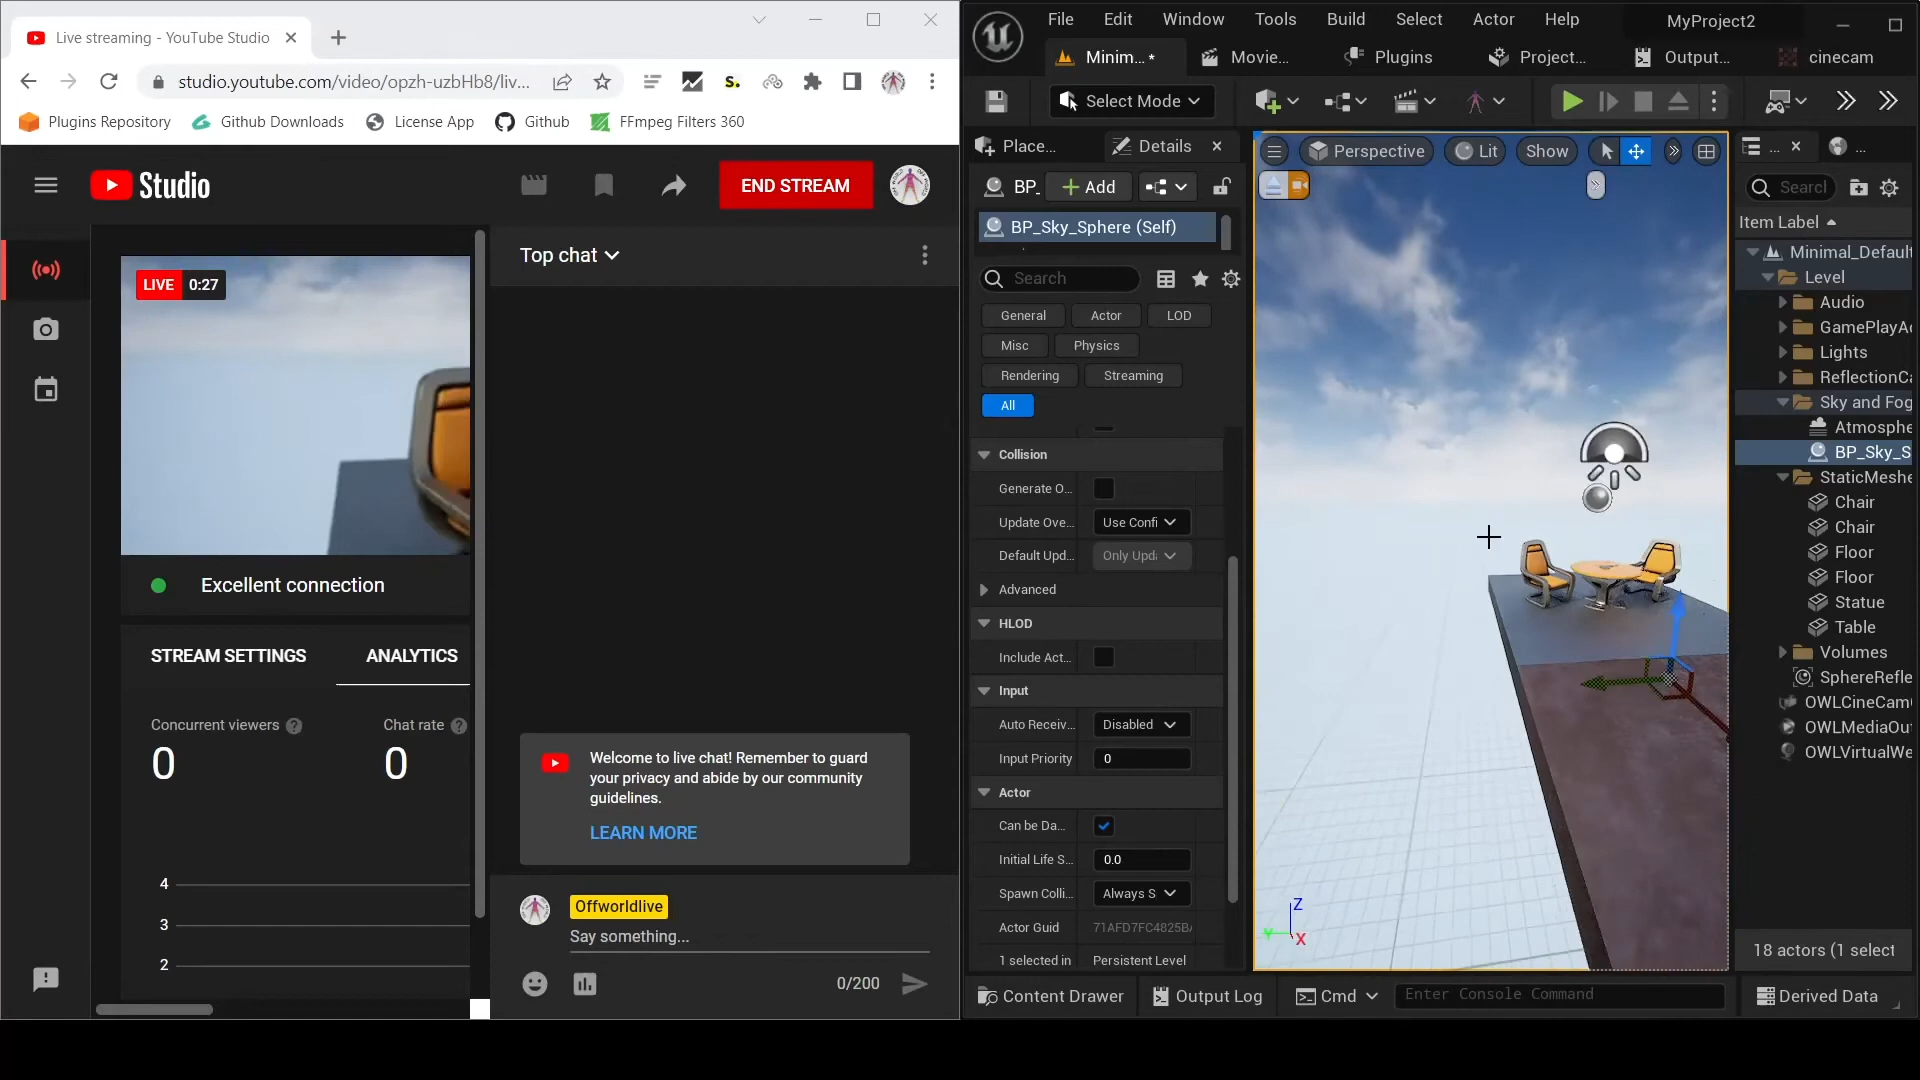 Live streaming - YouTube Studio
studio.youtube.com/video/opzh-uzbHb8/liv...
Plugins Repository
Github Downloads
License App
Github
FFmpeg Filters 360
Studio
END STREAM
LIVE 0:27
Excellent connection
STREAM SETTINGS
ANALYTICS
Concurrent viewers
Chat rate
0
0
4
3
2
Top chat
Welcome to live chat! Remember to guard
your privacy and abide by our community
guidelines.
LEARN MORE
Offworldlive
Say something...
0/200
File
Edit
Window
Tools
Build
Select
Actor
Help
MyProject2
Minim... •
Movie...
Plugins
Project...
Output...
cinecam
Select Mode
Place...
Details
BP_
Add
BP_Sky_Sphere (Self)
Search
General
Actor
LOD
Misc
Physics
Rendering
Streaming
All
Collision
Generate O...
Update Ove...
Use Confi
Default Upd...
Only Upd
Advanced
HLOD
Include Act...
Input
Auto Receiv...
Disabled
Input Priority
0
Actor
Can be Da...
Initial Life S...
0.0
Spawn Colli...
Always S
Actor Guid
71AFD7FC4825B
1 selected in
Persistent Level
Perspective
Lit
Show
Z
Y
X
...
...
Search
Item Label
Minimal_Default
Level
Audio
GamePlayAc
Lights
ReflectionCa
Sky and Fog
Atmosphe
BP_Sky_S
StaticMeshe
Chair
Chair
Floor
Floor
Statue
Table
Volumes
SphereRefle
OWLCineCam
OWLMediaOu
OWLVirtualWe
18 actors (1 select
Content Drawer
Output Log
Cmd
Enter Console Command
Derived Data